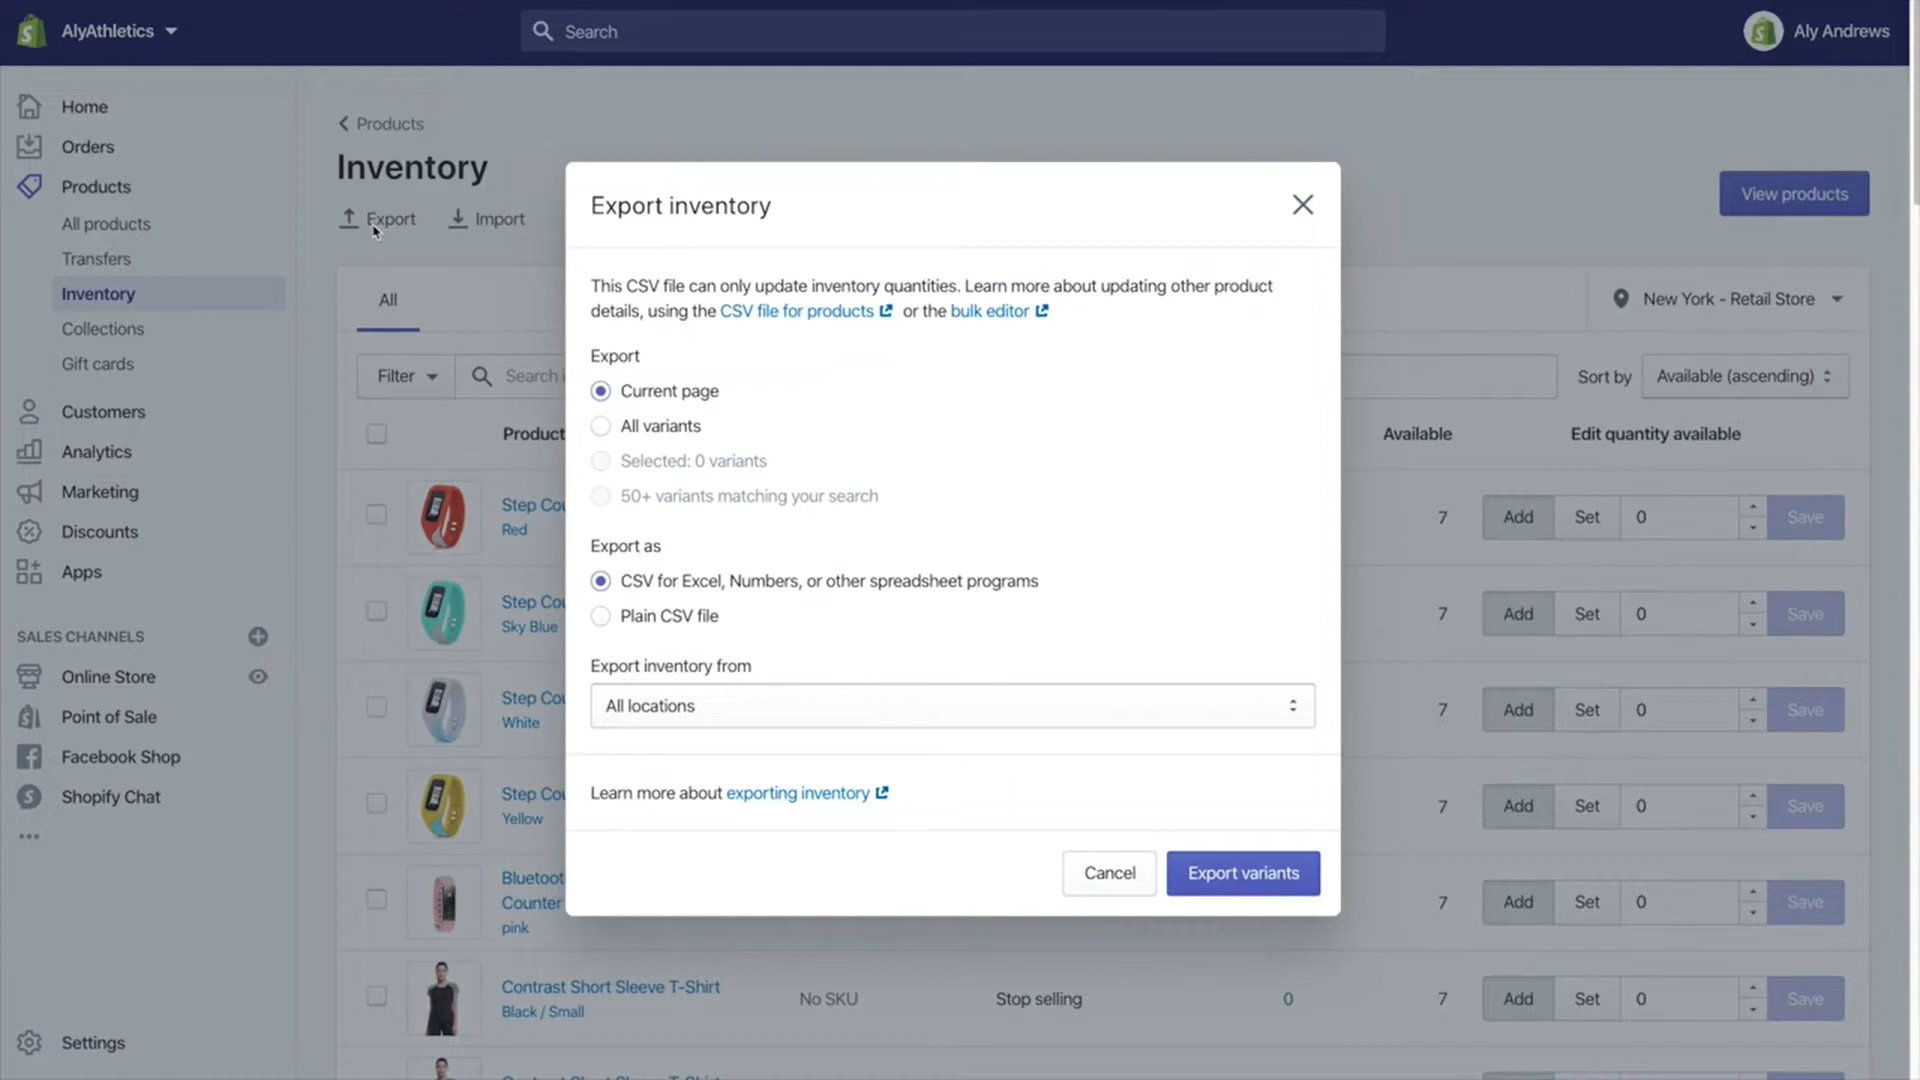 AlyAthletics
Search
Aly Andrews
Home
Orders
Products
All products
Transfers
Inventory
Collections
Gift cards
Customers
Analytics
Marketing
Discounts
Apps
SALES CHANNELS
Online Store
Point of Sale
Facebook Shop
Shopify Chat
Settings
Products
Inventory
Export
Import
View products
All
New York - Retail Store
Filter
Search
Sort by
Available (ascending)
Export inventory
This CSV file can only update inventory quantities. Learn more about updating other product
details, using the CSV file for products or the bulk editor
Export
Current page
All variants
Selected: 0 variants
50+ variants matching your search
Export as
CSV for Excel, Numbers, or other spreadsheet programs
Plain CSV file
Export inventory from
All locations
Learn more about exporting inventory
Cancel
Export variants
Product
Available
Edit quantity available
Step
Red
7
Add
Set
0
Save
Step
Sky Blue
7
Add
Set
0
Save
Step
White
7
Add
Set
0
Save
Step
Yellow
7
Add
Set
0
Save
Counter
pink
7
Add
Set
0
Save
Contrast Short Sleeve T-Shirt
Black / Small
No SKU
Stop selling
0
7
Add
Set
0
Save